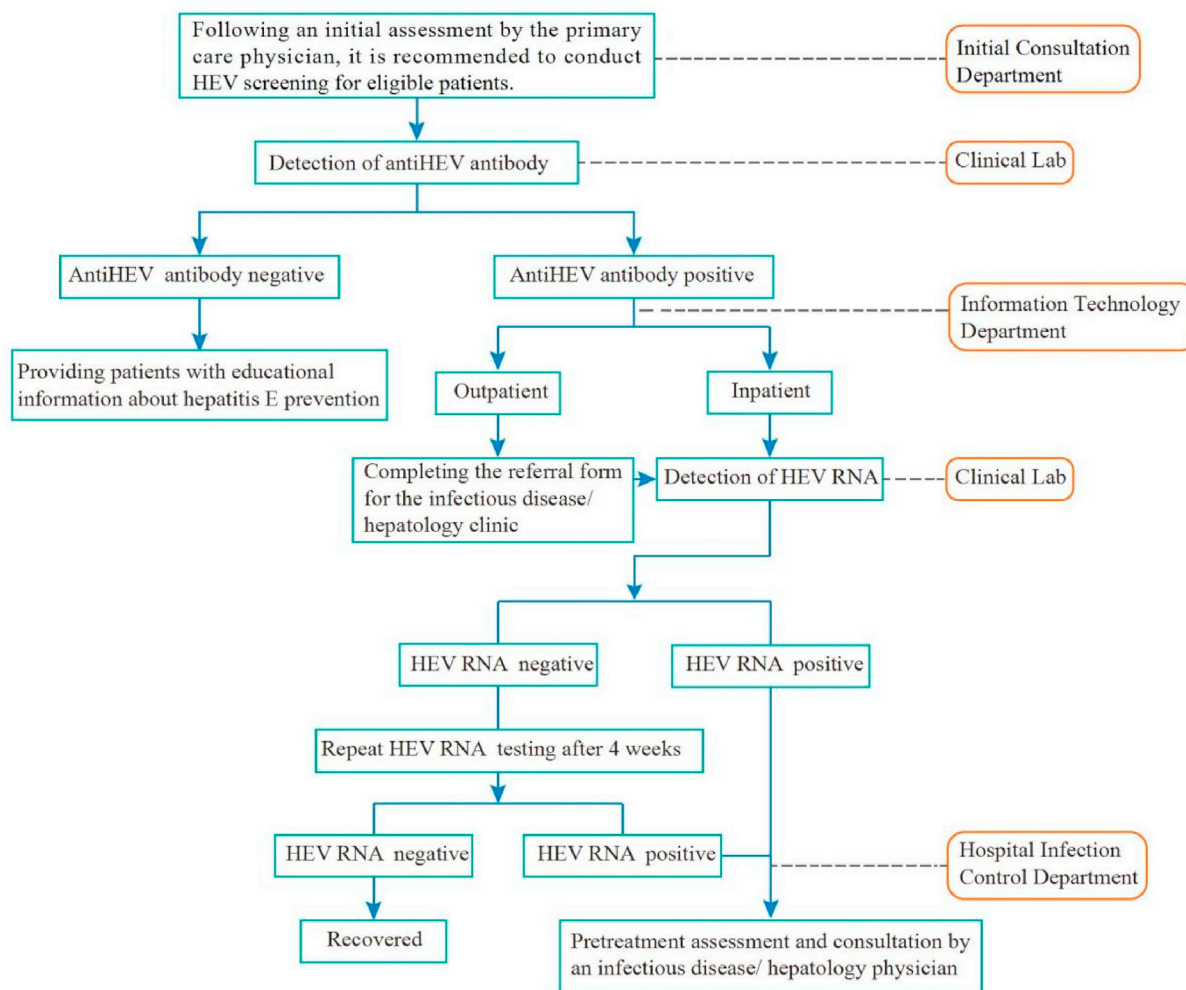 Following an initial assessment by the primary
care physician, it is recommended to conduct
HEV screening for eligible patients.
Initial Consultation
Department
Detection of antiHEV antibody
Clinical Lab
AntiHEV antibody negative
AntiHEV antibody positive
Information Technology
Department
Providing patients with educational
information about hepatitis E prevention
Outpatient
Inpatient
Completing the referral form
for the infectious disease/
hepatology clinic
Detection of HEV RNA
Clinical Lab
HEV RNA negative
HEV RNA positive
Repeat HEV RNA testing after 4 weeks
HEV RNA negative
HEV RNA positive
Hospital Infection
Control Department
Recovered
Pretreatment assessment and consultation by
an infectious disease/ hepatology physician